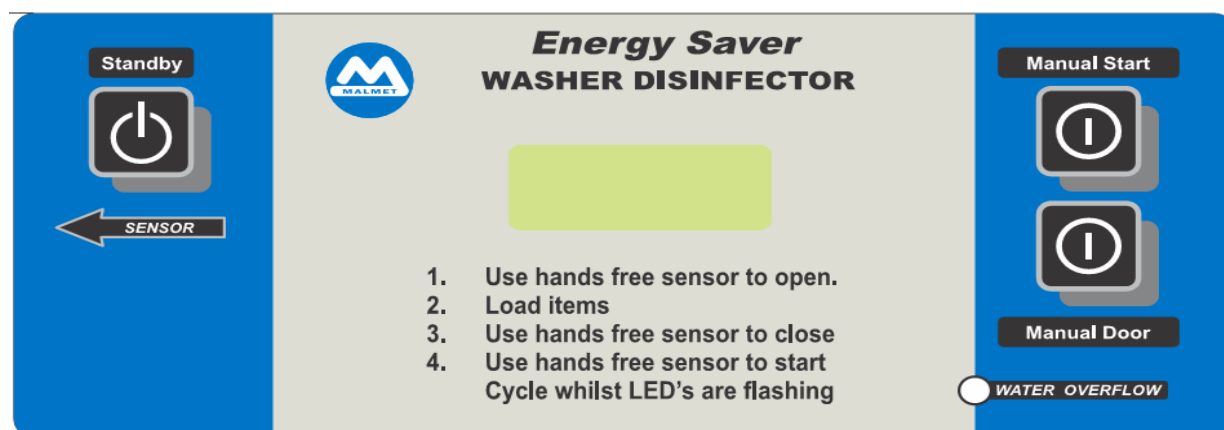 Standby
SENSOR
MALMET
Energy Saver
WASHER DISINFECTOR
1. Use hands free sensor to open.
2. Load items
3. Use hands free sensor to close
4. Use hands free sensor to start
Cycle whilst LED's are flashing
Manual Start
Manual Door
WATER OVERFLOW